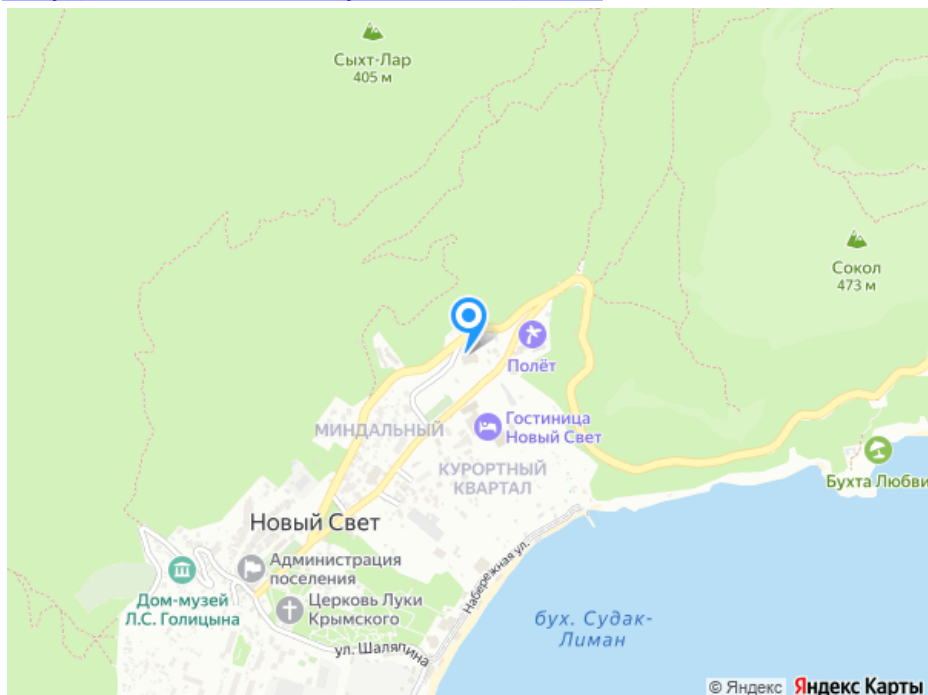 Сыхт-Лар
405 м
Сокол
473 м
Полёт
Гостиница
Новый Свет
МИНДАЛЬНЫЙ
КУРОРТНЫЙ
КВАРТАЛ
Бухта Любви
Новый Свет
Администрация
поселения
Дом-музей
Л.С. Голицына
Церковь Луки
Крымского
Набережная ул.
ул. Шаляпина
бух. Судак-
Лиман
© Яндекс Яндекс Карты